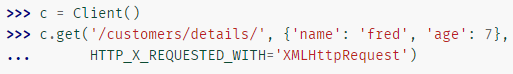 >>> c = Client()
>>> c.get('/customers/details/', {'name': 'fred', 'age': 7},
...       HTTP_X_REQUESTED_WITH='XMLHttpRequest')